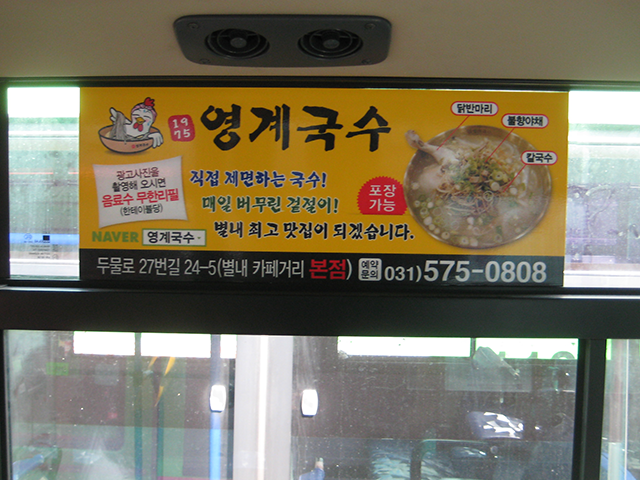 1975
영계국수
닭반마리
불향야채
칼국수
광고사진을
촬영해 오시면
음료수 무한리필
(한테이블당)
직접 제면하는 국수!
매일 버무린 겉절이!
별내 최고 맛집이 되겠습니다.
포장
가능
NAVER 영계국수
두물로 27번길 24-5(별내 카페거리 본점) 예약문의 031)575-0808